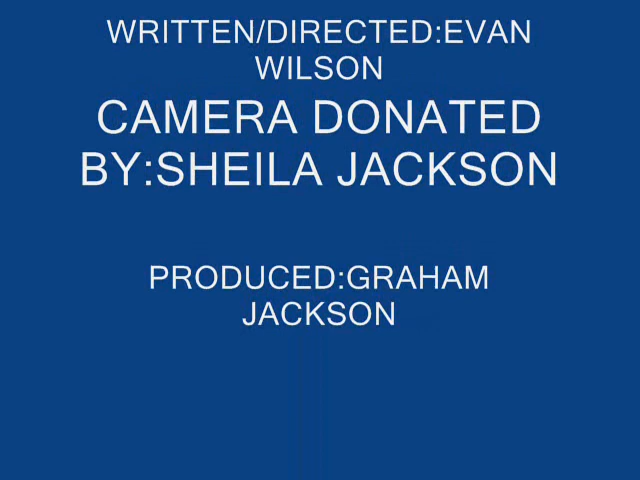 WRITTEN/DIRECTED:EVAN
WILSON
CAMERA DONATED
BY:SHEILA JACKSON
PRODUCED:GRAHAM
JACKSON